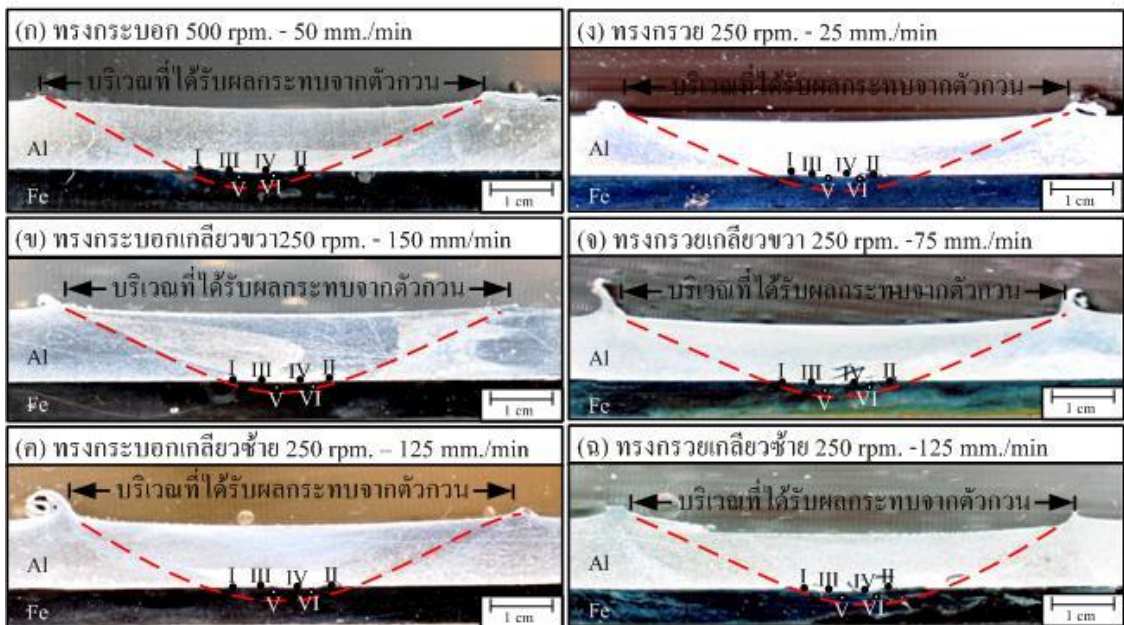 (ก) ทรงกระบอก 500 rpm. - 50 mm./min
บริเวณที่ได้รับผลกระทบจากตัวกวน
Al
I III IV II
V VI
Fe
1 cm
(ข) ทรงกระบอกเกลียวขวา250 rpm. - 150 mm/min
บริเวณที่ได้รับผลกระทบจากตัวกวน
Al
I III IV II
V VI
Fe
1 cm
(ค) ทรงกระบอกเกลียวซ้าย 250 rpm. – 125 mm./min
บริเวณที่ได้รับผลกระทบจากตัวกวน
Al
I III IV II
V VI
Fe
1 cm
(ง) ทรงกรวย 250 rpm. - 25 mm./min
บริเวณที่ได้รับผลกระทบจากตัวกวน
Al
I III IV II
V VI
Fe
1 cm
(จ) ทรงกรวยเกลียวขวา 250 rpm. -75 mm./min
บริเวณที่ได้รับผลกระทบจากตัวกวน
Al
I III IV II
V VI
Fe
1 cm
(ฉ) ทรงกรวยเกลียวซ้าย 250 rpm. -125 mm./min
บริเวณที่ได้รับผลกระทบจากตัวกวน
Al
I III IV II
V VI
Fe
1 cm